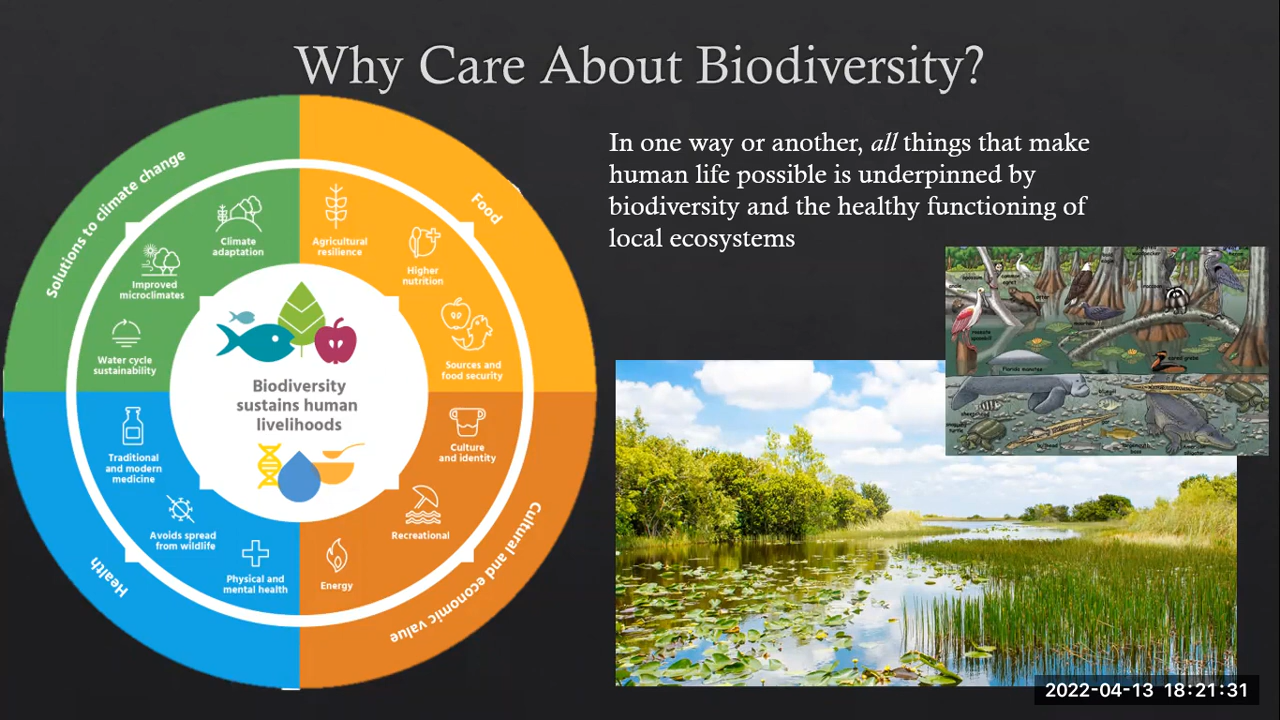 Why Care About Biodiversity?
In one way or another, all things that make
human life possible is underpinned by
biodiversity and the healthy functioning of
local ecosystems
Solutions to climate change
Climate
adaptation
Improved
microclimates
Water cycle
sustainability
Food
Agricultural
resilience
Higher
nutrition
Sources and
food security
Biodiversity
sustains human
livelihoods
Health
Traditional
and modern
medicine
Avoids spread
from wildlife
Physical and
mental health
Cultural and economic value
Culture
and identity
Recreational
Energy
Florida manatee
2022-04-13 18:21:31